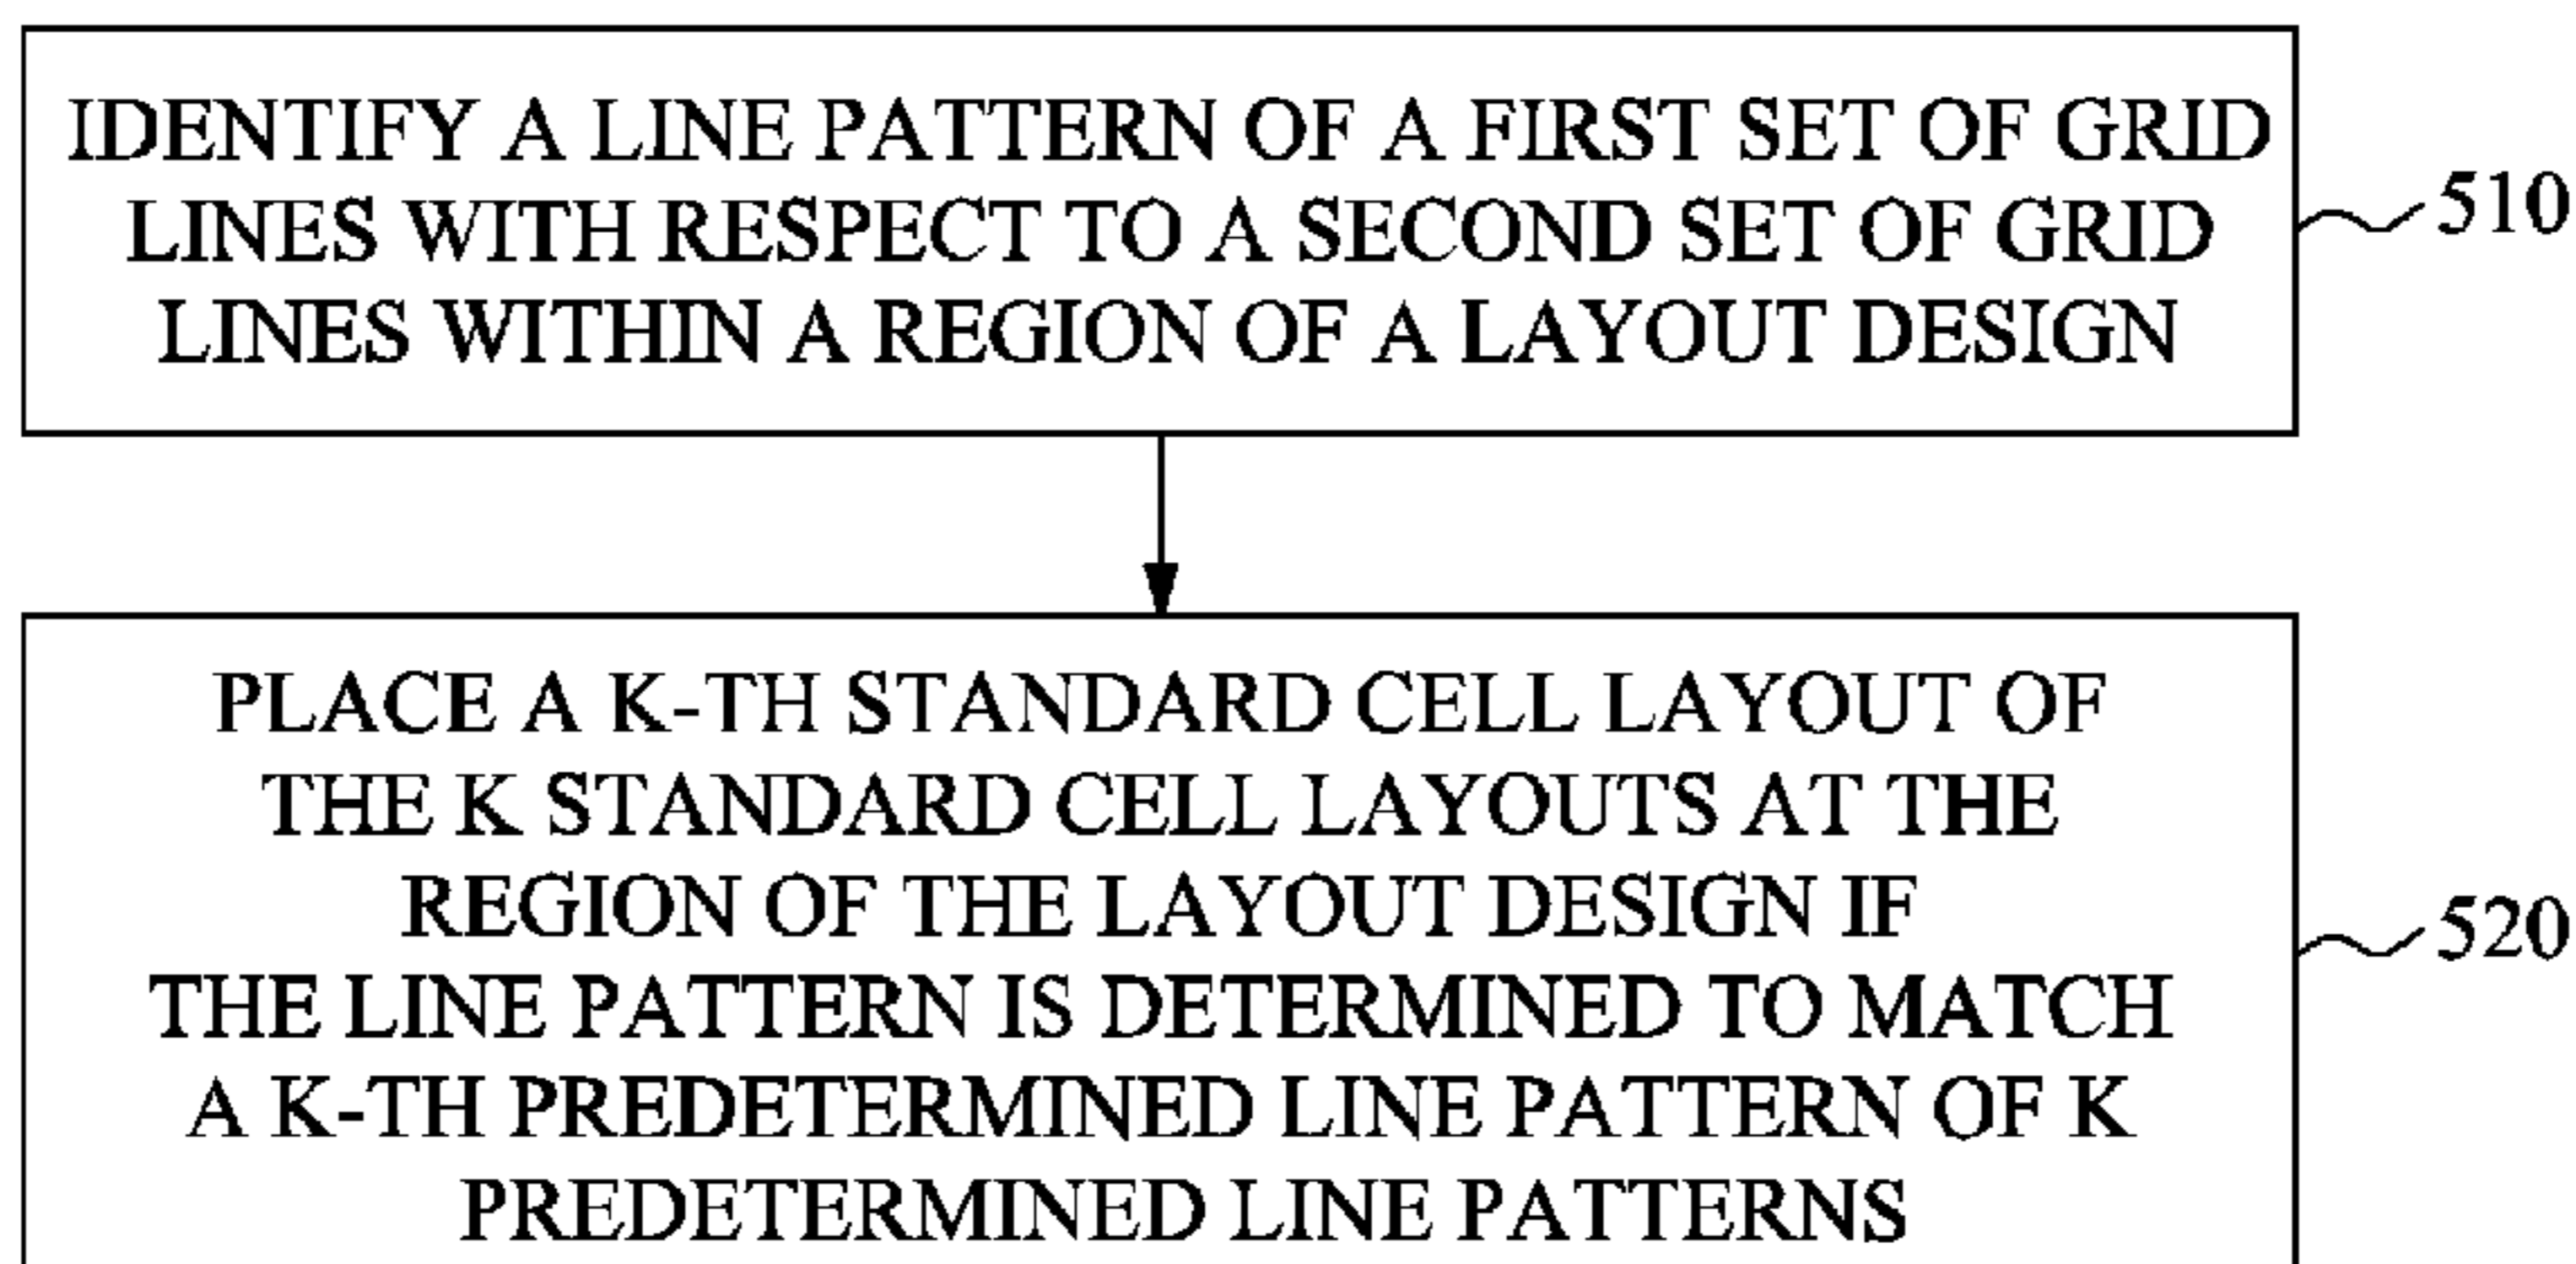 IDENTIFY A LINE PATTERN OF A FIRST SET OF GRID
LINES WITH RESPECT TO A SECOND SET OF GRID
LINES WITHIN A REGION OF A LAYOUT DESIGN
510
PLACE A K-TH STANDARD CELL LAYOUT OF
THE K STANDARD CELL LAYOUTS AT THE
REGION OF THE LAYOUT DESIGN IF
THE LINE PATTERN IS DETERMINED TO MATCH
A K-TH PREDETERMINED LINE PATTERN OF K
PREDETERMINED LINE PATTERNS
520